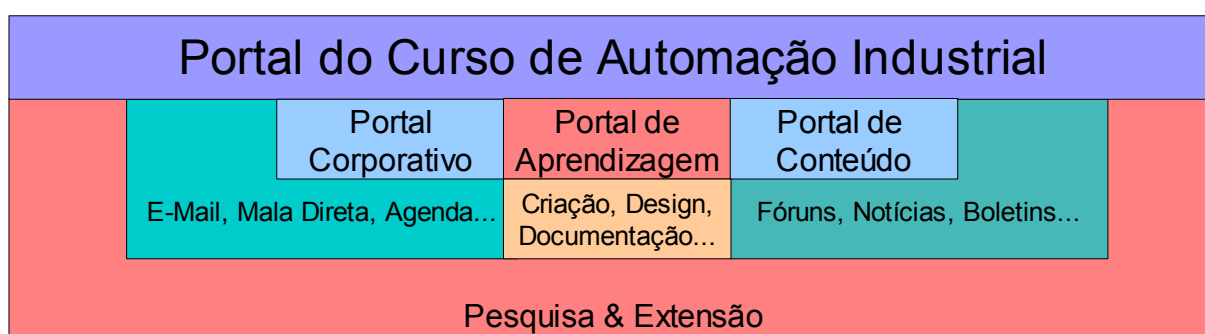 Portal do Curso de Automação Industrial
Portal
Corporativo
Portal de
Aprendizagem
Portal de
Conteúdo
E-Mail, Mala Direta, Agenda...
Criação, Design,
Documentação...
Fóruns, Notícias, Boletins...
Pesquisa & Extensão